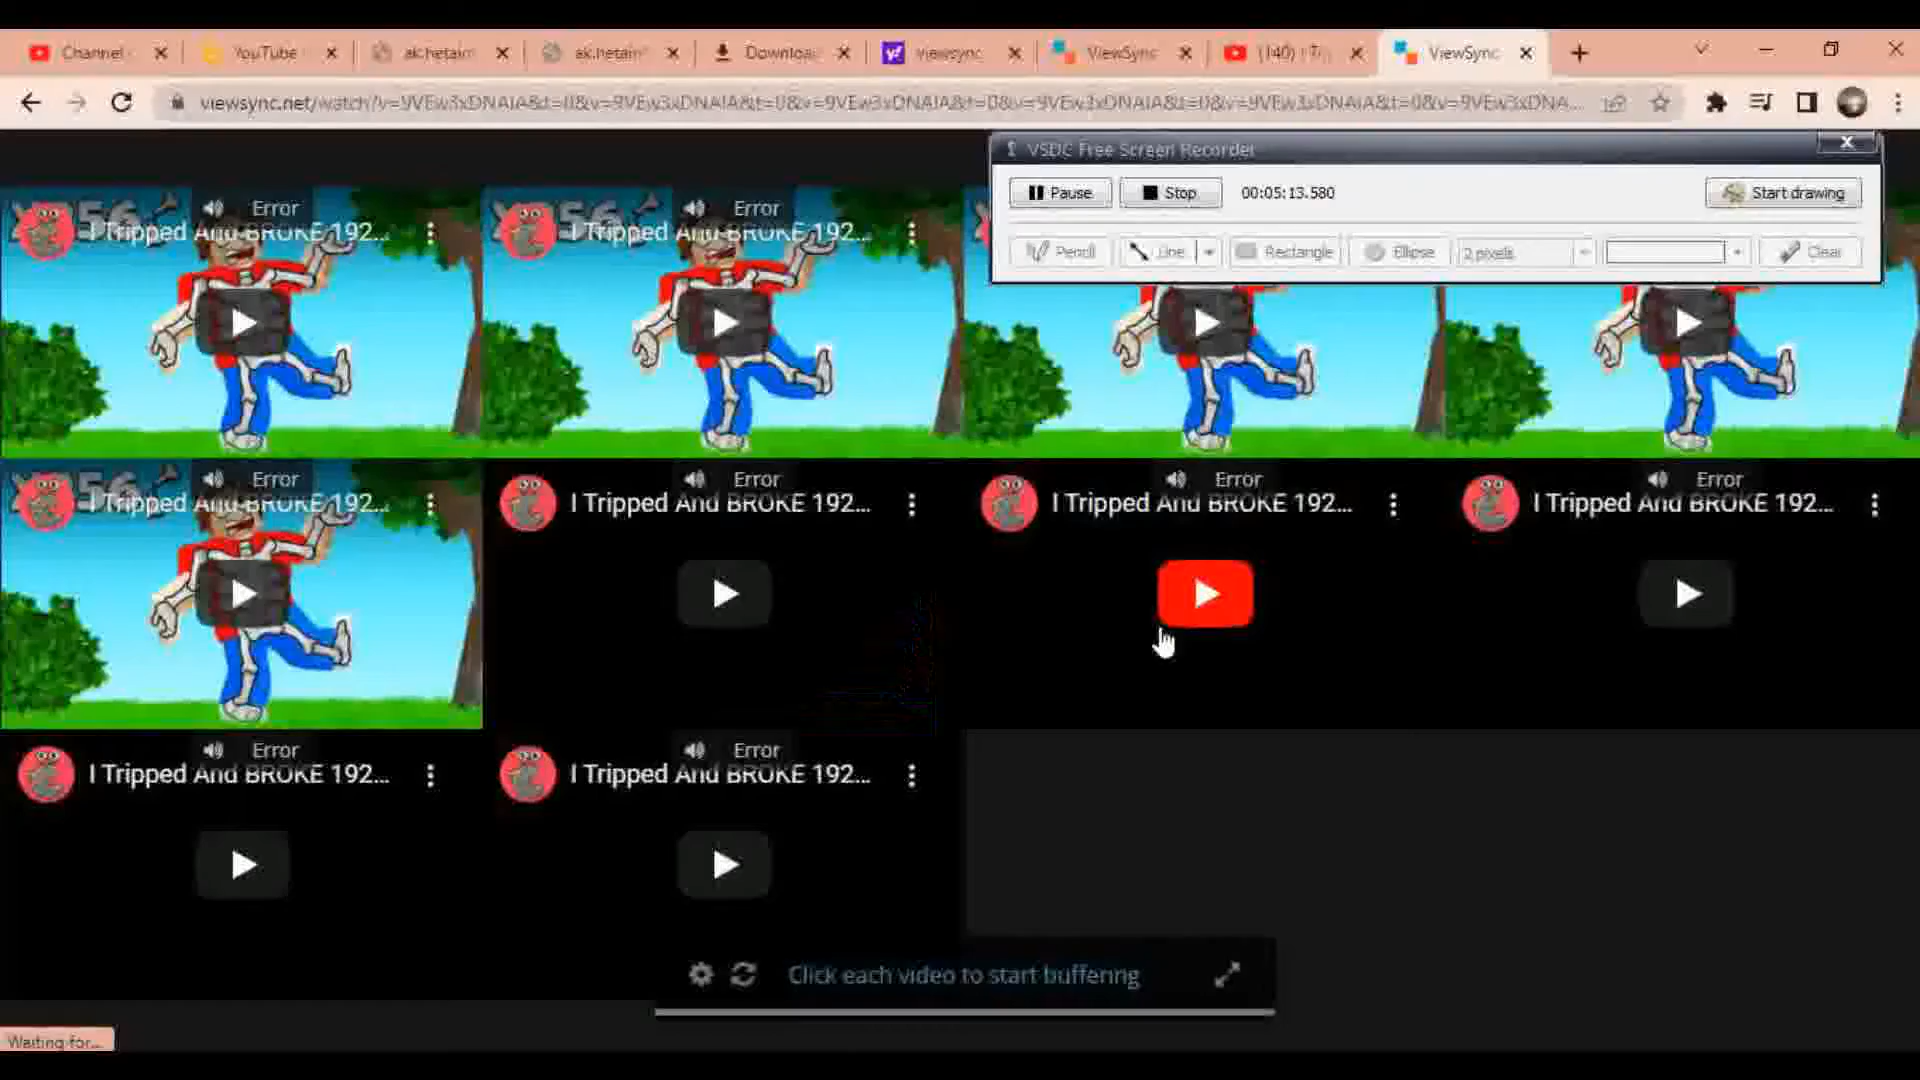 Channel
YouTube
ak.hetaim
ak.hetain
Download
viewsync
ViewSync
(140) I Tri
ViewSync
viewsync.net/watch?v=9VEw3xDNAIA&t=0&v=9VEw3xDNAIA&t=0&v=9VEw3xDNAIA&t=0&v=9VEw3xDNAIA&t=0&v=9VEw3xDNA...
VSDC Free Screen Recorder
Pause
Stop
00:05:13.580
Start drawing
Pencil
Line
Rectangle
Ellipse
2 pixels
Clear
Error
I Tripped And BROKE 192...
Error
I Tripped And BROKE 192...
Error
I Tripped And BROKE 192...
Error
I Tripped And BROKE 192...
Error
I Tripped And BROKE 192...
Error
I Tripped And BROKE 192...
Error
I Tripped And BROKE 192...
Error
I Tripped And BROKE 192...
Click each video to start buffering
Waiting for...